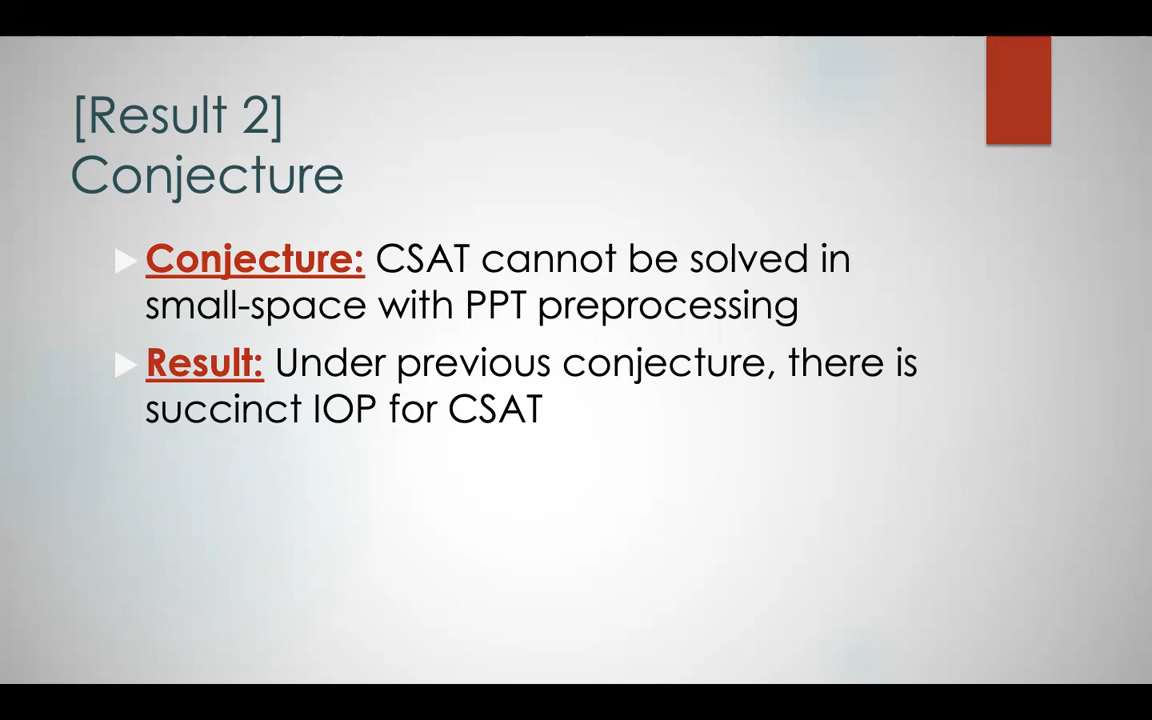 [Result 2]
Conjecture
Conjecture: CSAT cannot be solved in
small-space with PPT preprocessing
Result: Under previous conjecture, there is
succinct IOP for CSAT